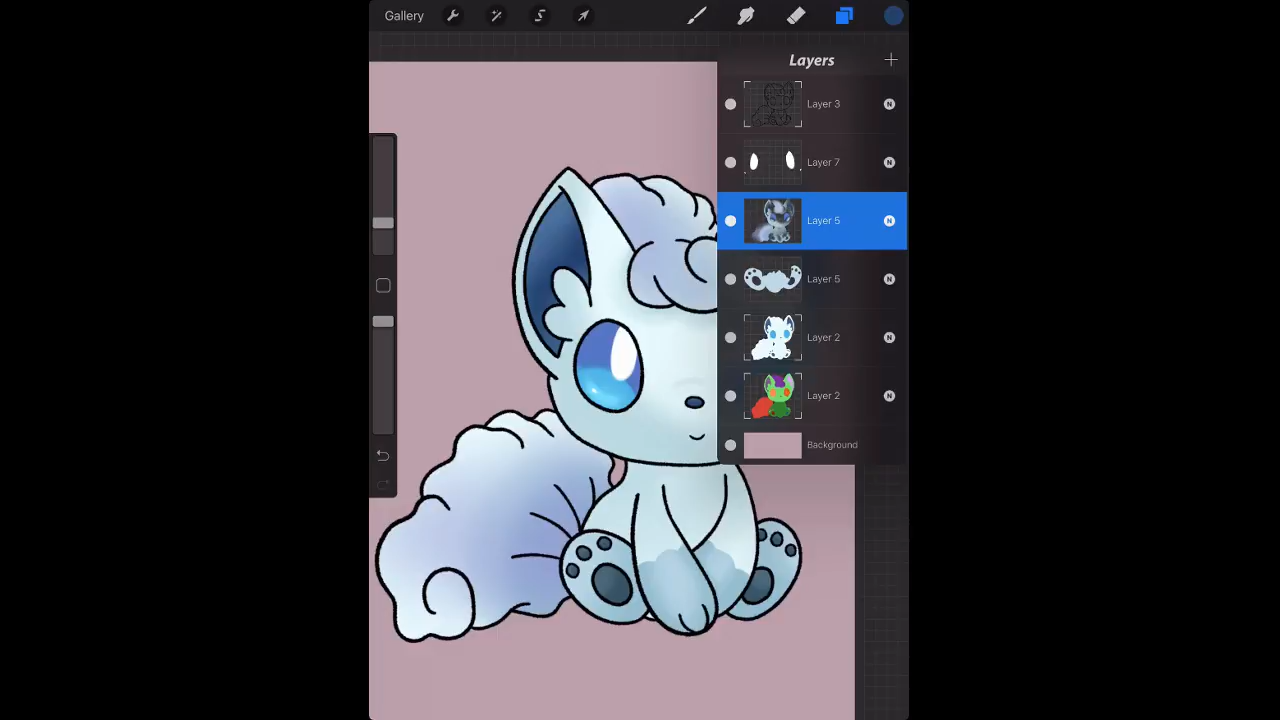 Gallery
Layers
Layer 3
N
Layer 7
N
Layer 5
N
Layer 5
N
Layer 2
N
Layer 2
N
Background